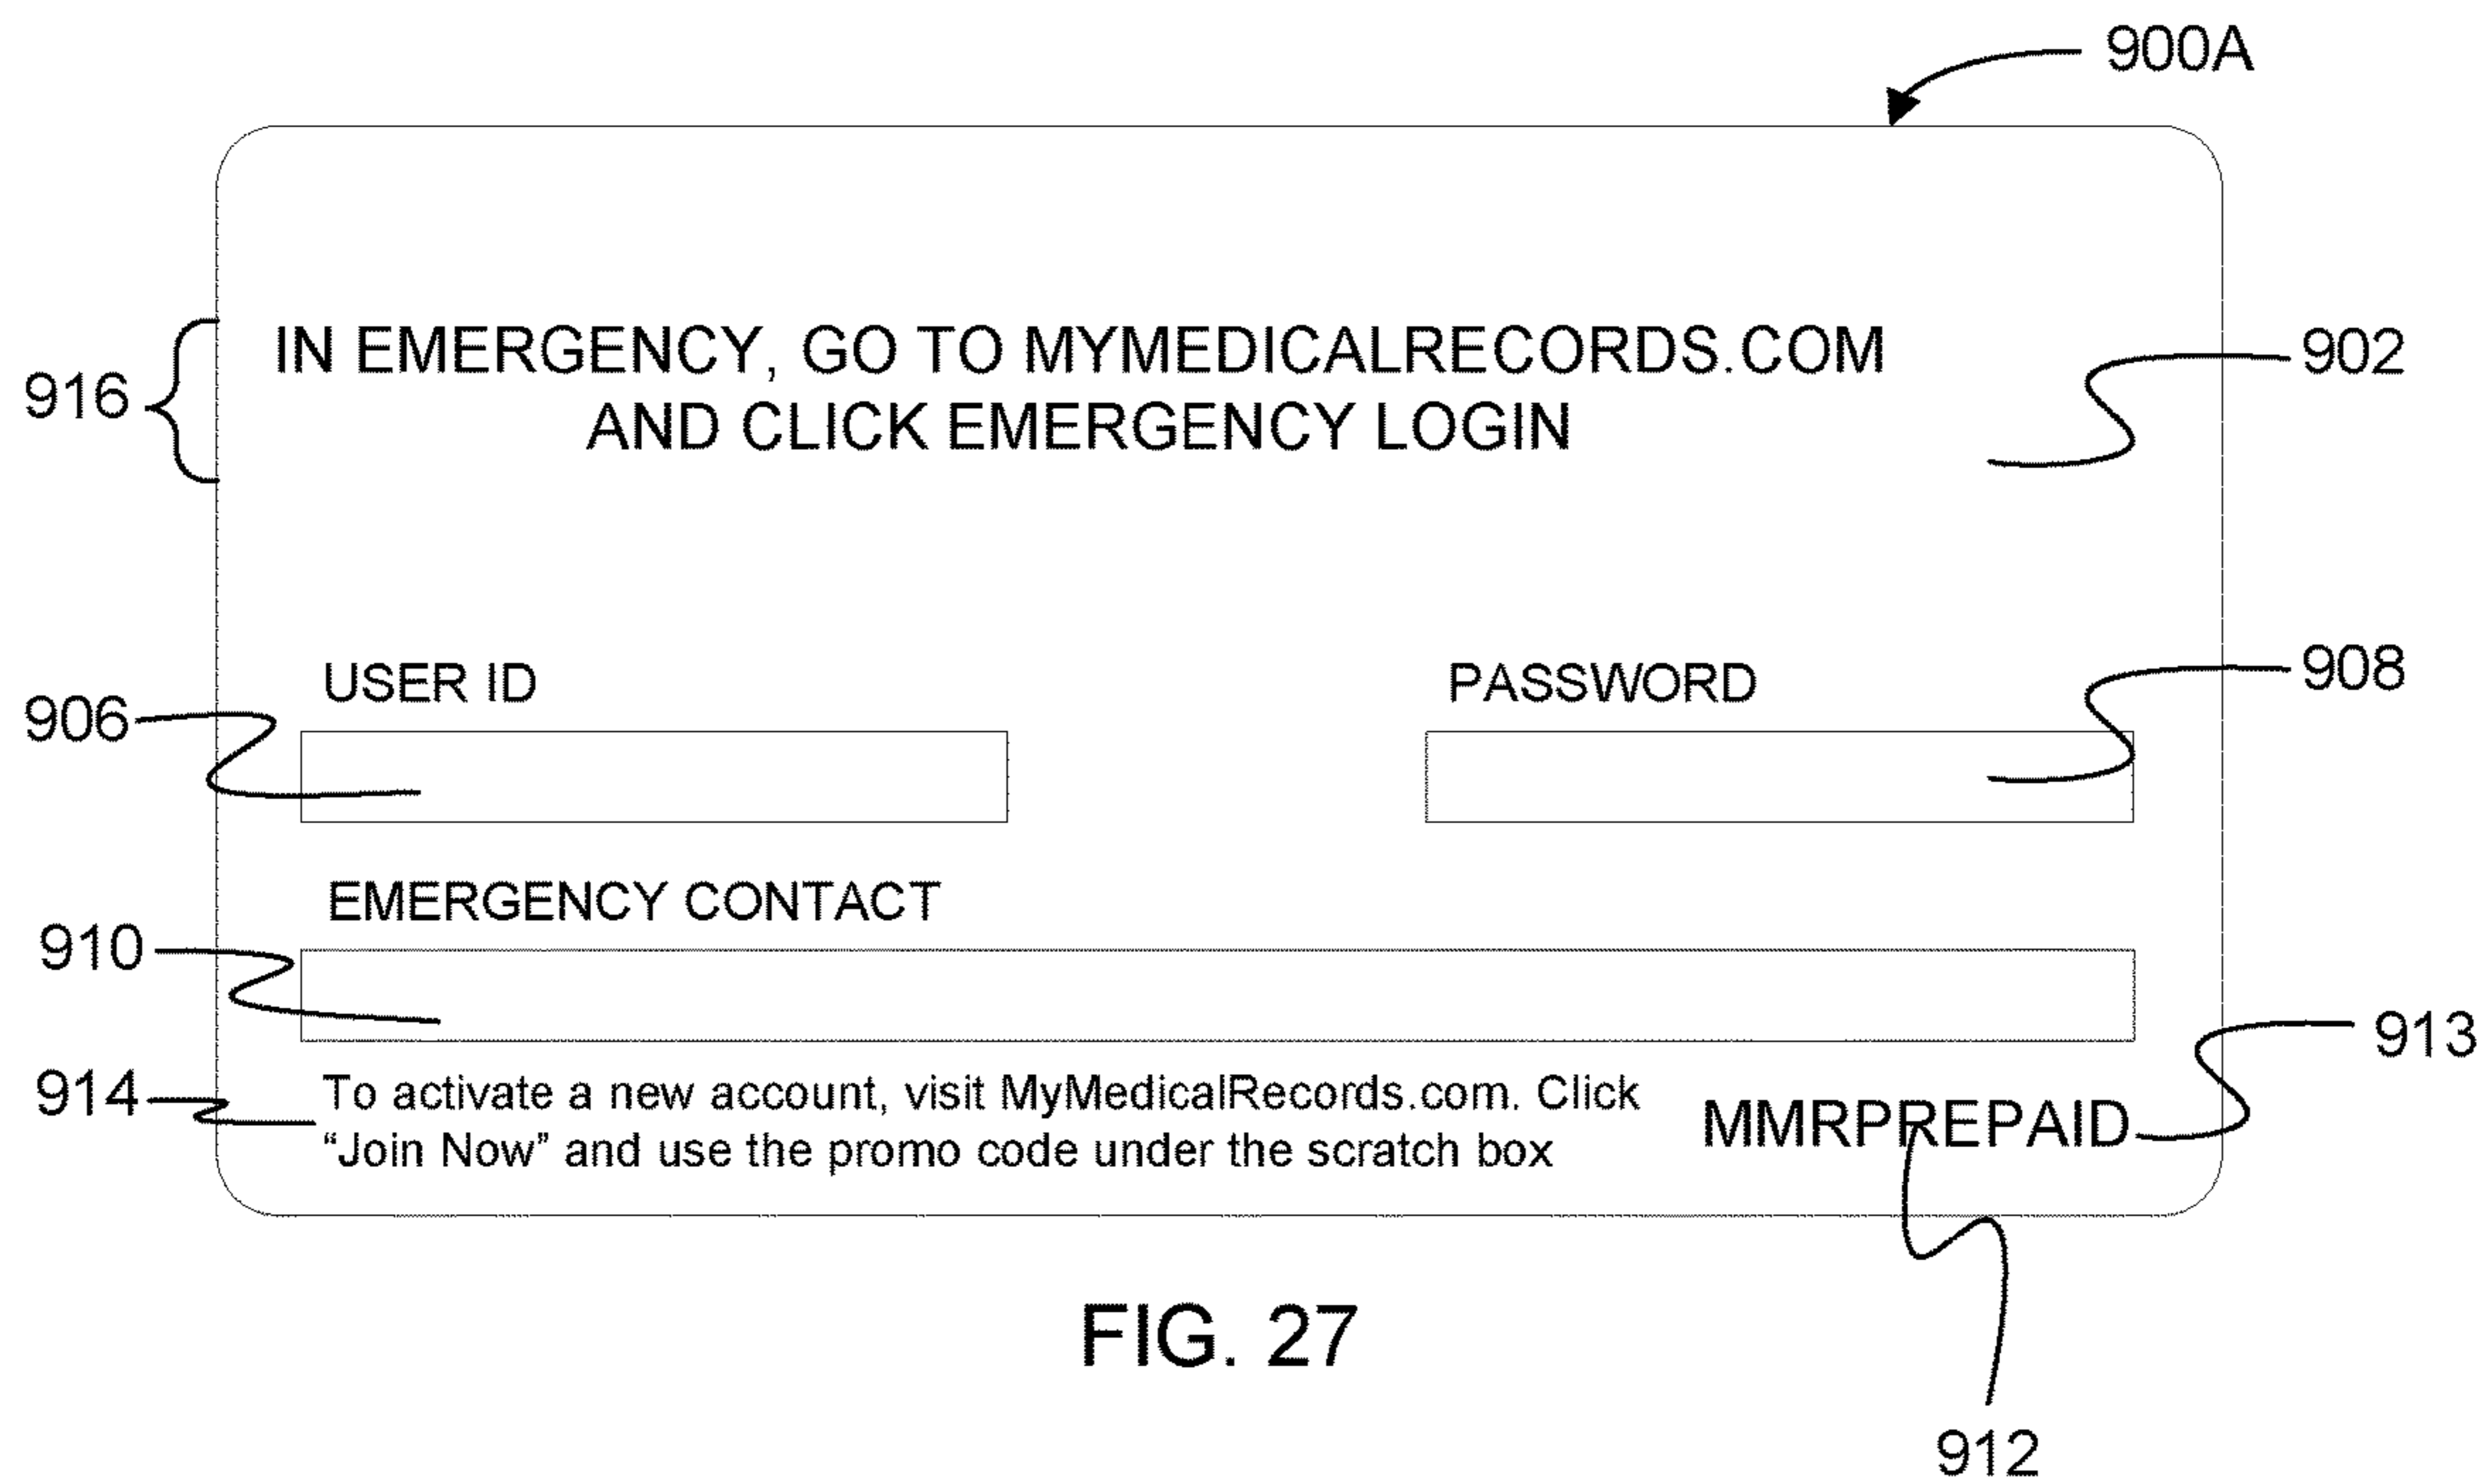 900A
IN EMERGENCY, GO TO MYMEDICALRECORDS.COM
AND CLICK EMERGENCY LOGIN
916
902
USER ID
PASSWORD
906
908
EMERGENCY CONTACT
910
913
914
To activate a new account, visit MyMedicalRecords.com. Click
“Join Now” and use the promo code under the scratch box
MMRPREPAID
FIG. 27
912